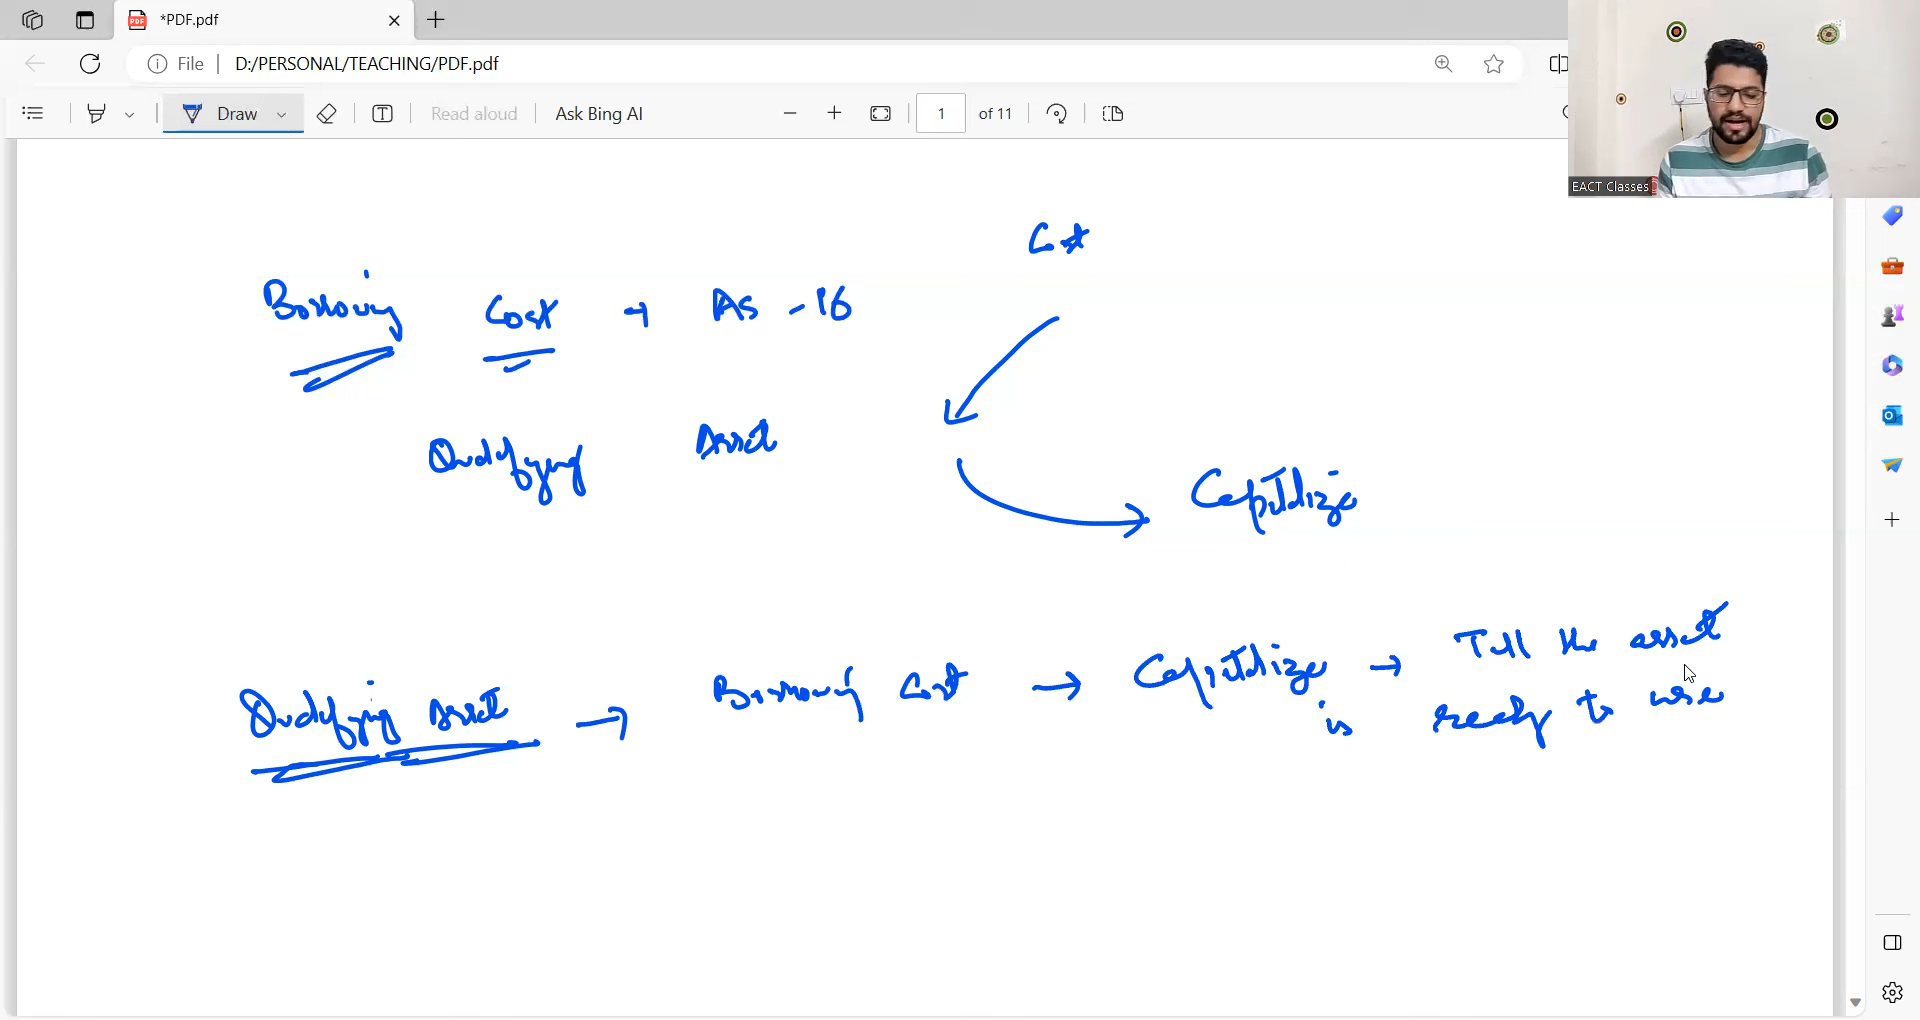 *PDF.pdf
File
D:/PERSONAL/TEACHING/PDF.pdf
Draw
Read aloud
Ask Bing AI
1 of 11
EACT Classes
Cost
Borrowing Cost → AS - 16
Qualifying Asset
Capitalize
Qualifying Asset → Borrowing Cost → Capitalize → Till the asset
is ready to use